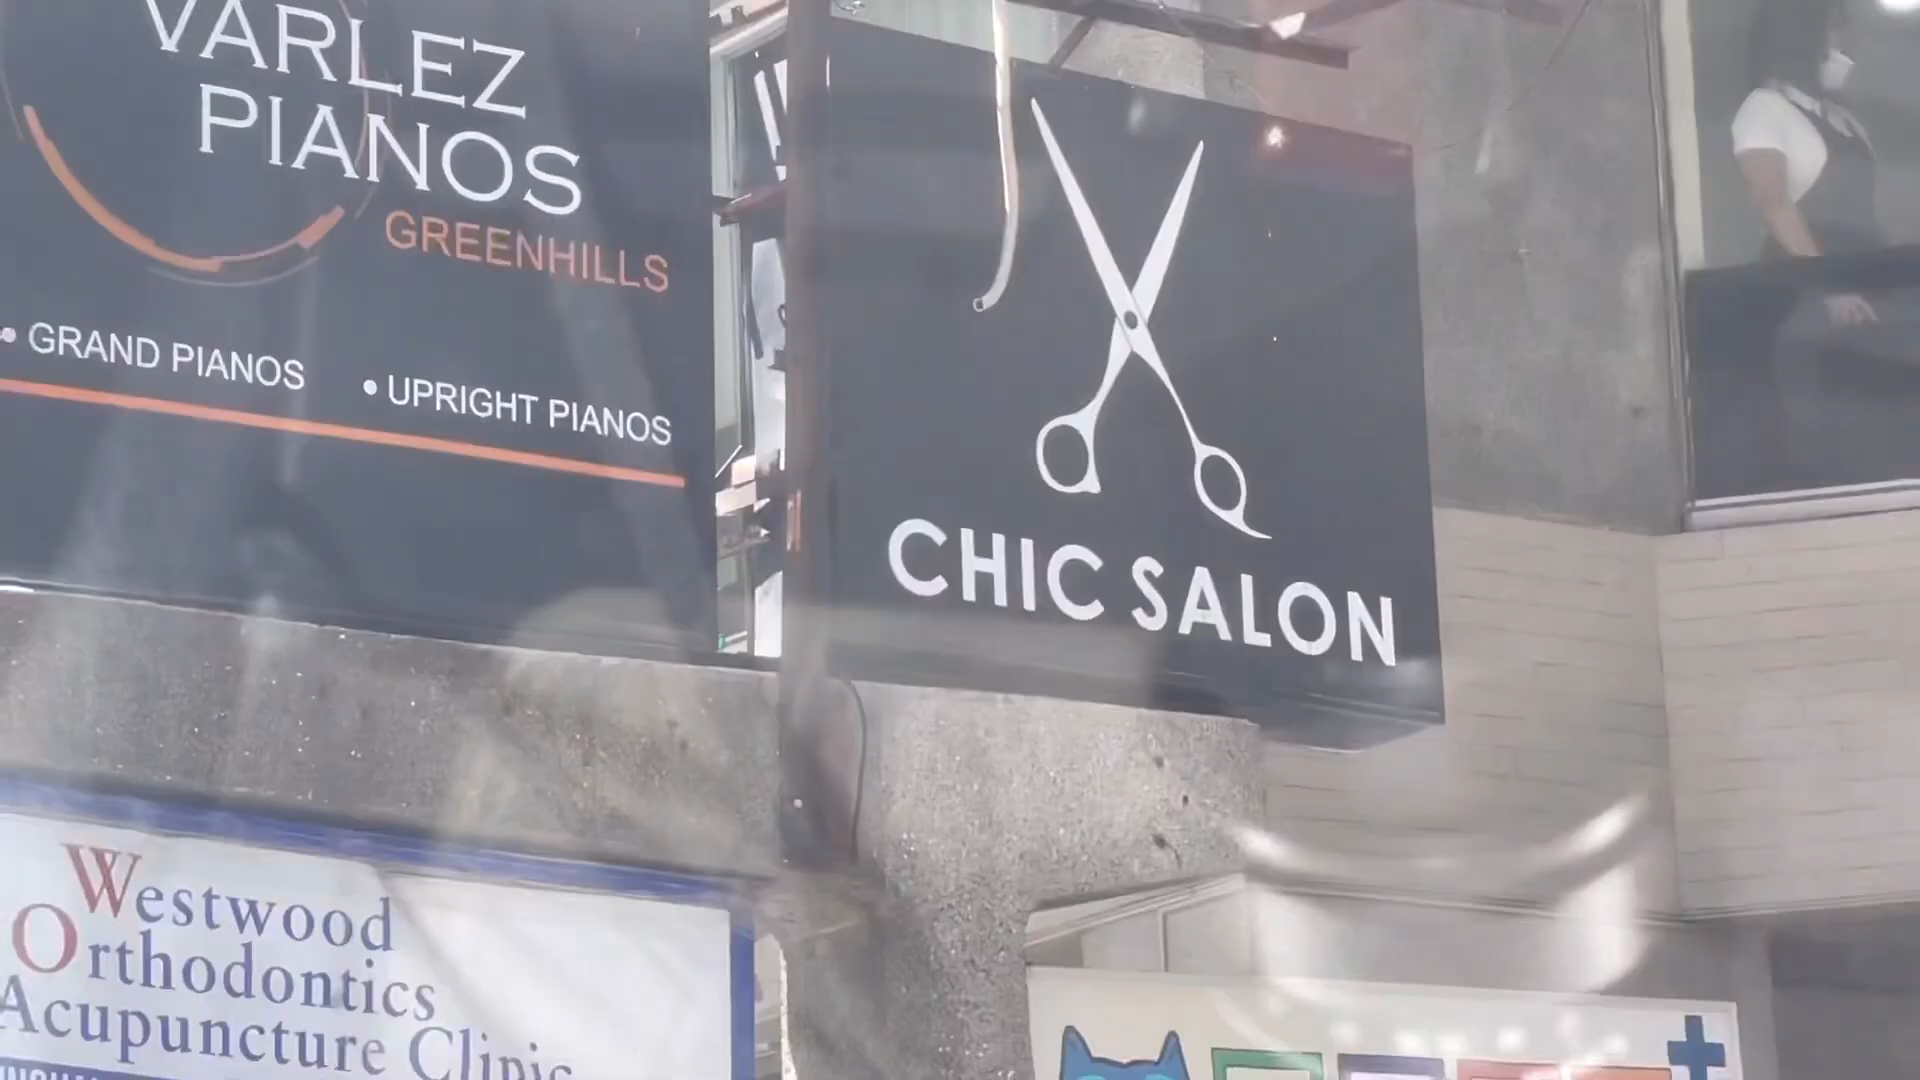 VARLEZ
PIANOS
GREENHILLS
• GRAND PIANOS
• UPRIGHT PIANOS
CHIC SALON
Westwood
Orthodontics
Acupuncture Clinic